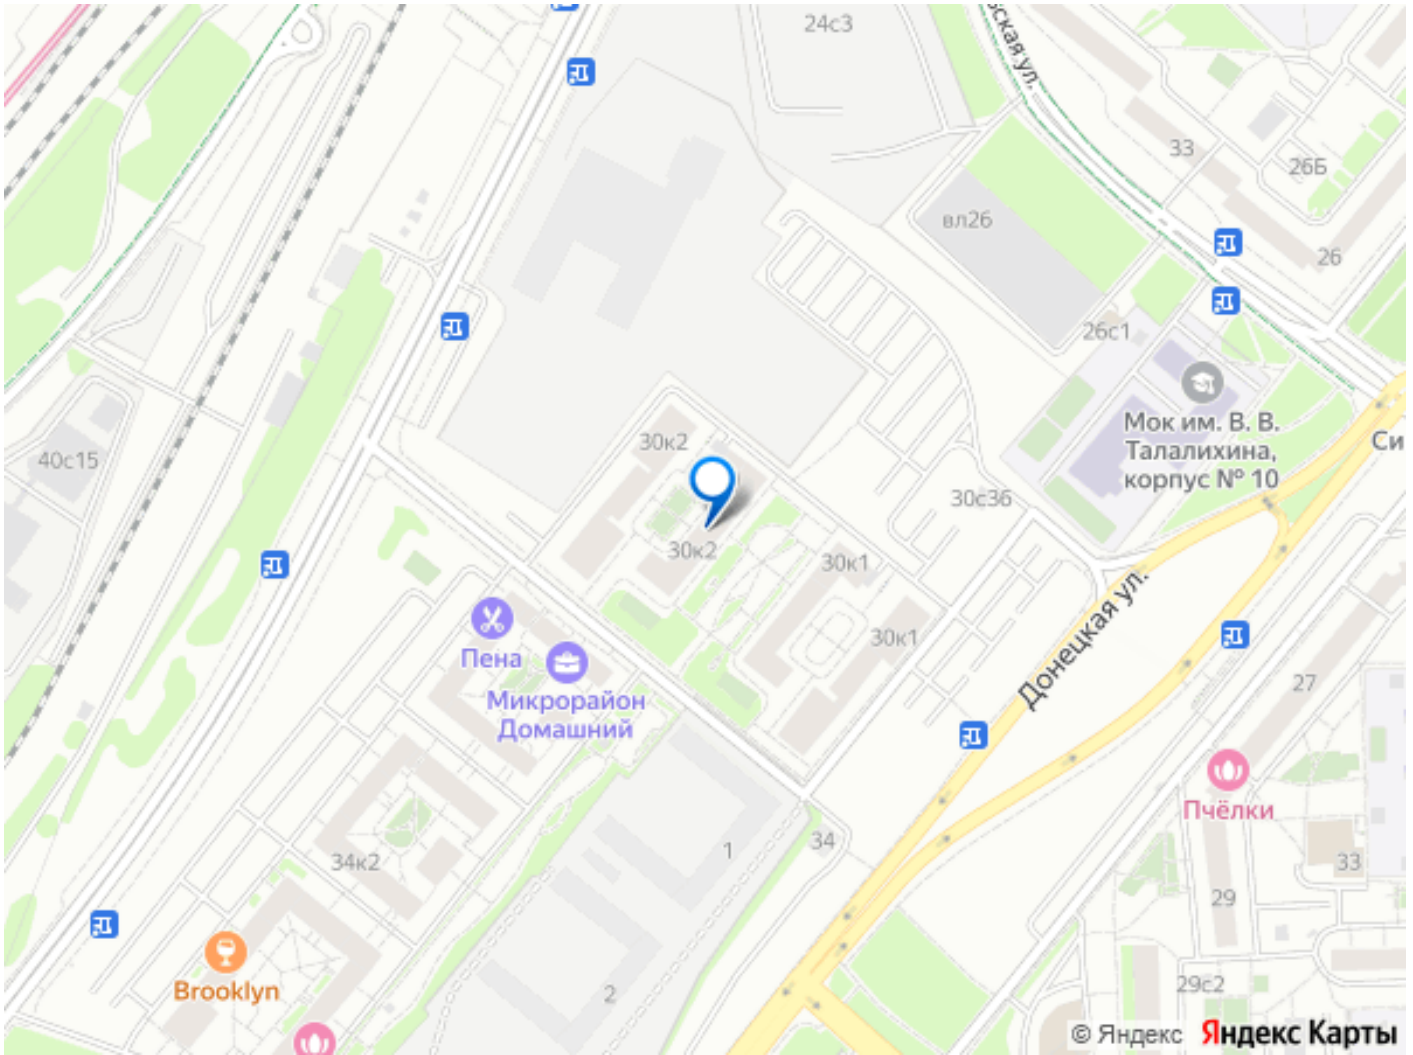 24с3
вская ул.
33
26Б
вл26
26
26с1
Мок им. В. В.
Талалихина,
корпус № 10
Си
30к2
40с15
30с36
30к2
30к1
Донецкая ул.
30к1
Пена
Микрорайон
Домашний
27
Пчёлки
34
1
33
34к2
29
Brooklyn
2
29с2
© Яндекс Яндекс Карты